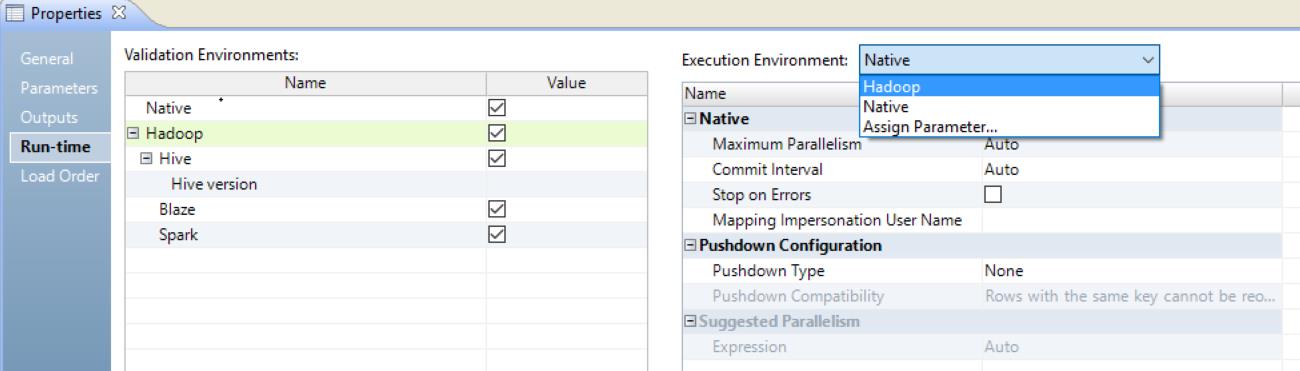 Properties
General
Parameters
Outputs
Run-time
Load Order
Validation Environments:
Name Value
Native
Hadoop
Hive
Hive version
Blaze
Spark
Execution Environment: Native
Hadoop
Native
Assign Parameter...
Name
Native
Maximum Parallelism Auto
Commit Interval Auto
Stop on Errors
Mapping Impersonation User Name
Pushdown Configuration
Pushdown Type None
Pushdown Compatibility Rows with the same key cannot be reo...
Suggested Parallelism
Expression Auto